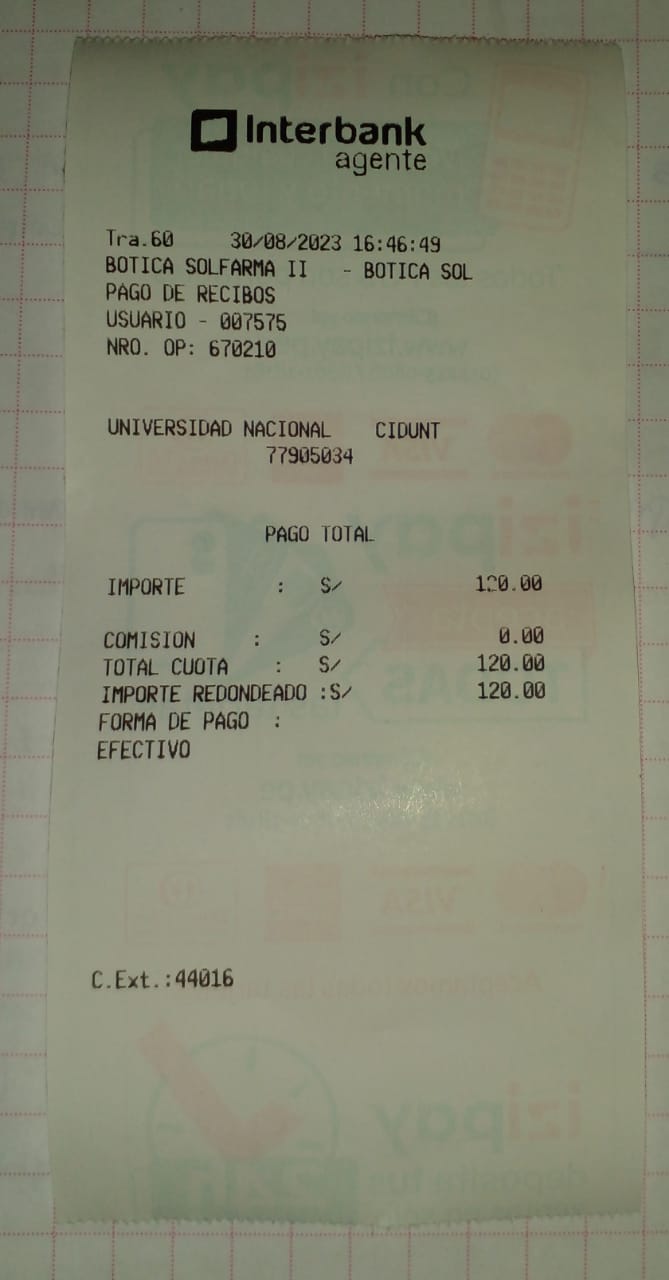 Interbank
agente
Tra.60 30/08/2023 16:46:49
BOTICA SOLFARMA II - BOTICA SOL
PAGO DE RECIBOS
USUARIO - 007575
NRO. OP: 670210
UNIVERSIDAD NACIONAL CIDUNT
77905034
PAGO TOTAL
IMPORTE : S/ 120.00
COMISION : S/ 0.00
TOTAL CUOTA : S/ 120.00
IMPORTE REDONDEADO :S/ 120.00
FORMA DE PAGO :
EFECTIVO
C.Ext.:44016